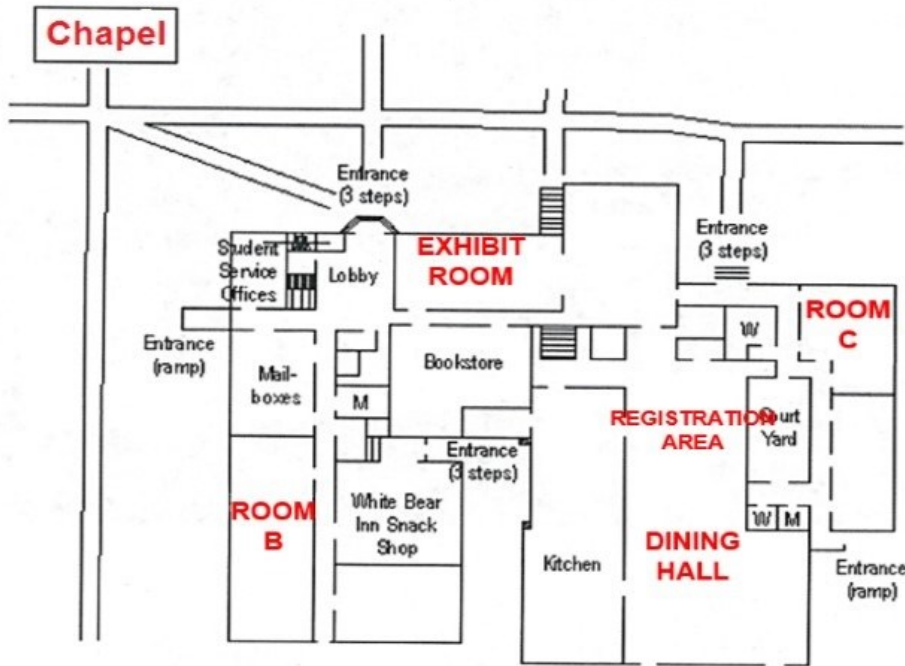 Chapel
Entrance
(3 steps)
Entrance
(3 steps)
Student
Service
Offices
Lobby
EXHIBIT
ROOM
W
ROOM
C
Entrance
(ramp)
Mail-
boxes
Bookstore
M
REGISTRATION
AREA
Court
Yard
Entrance
(3 steps)
ROOM
B
White Bear
Inn Snack
Shop
Kitchen
DINING
HALL
W
M
Entrance
(ramp)